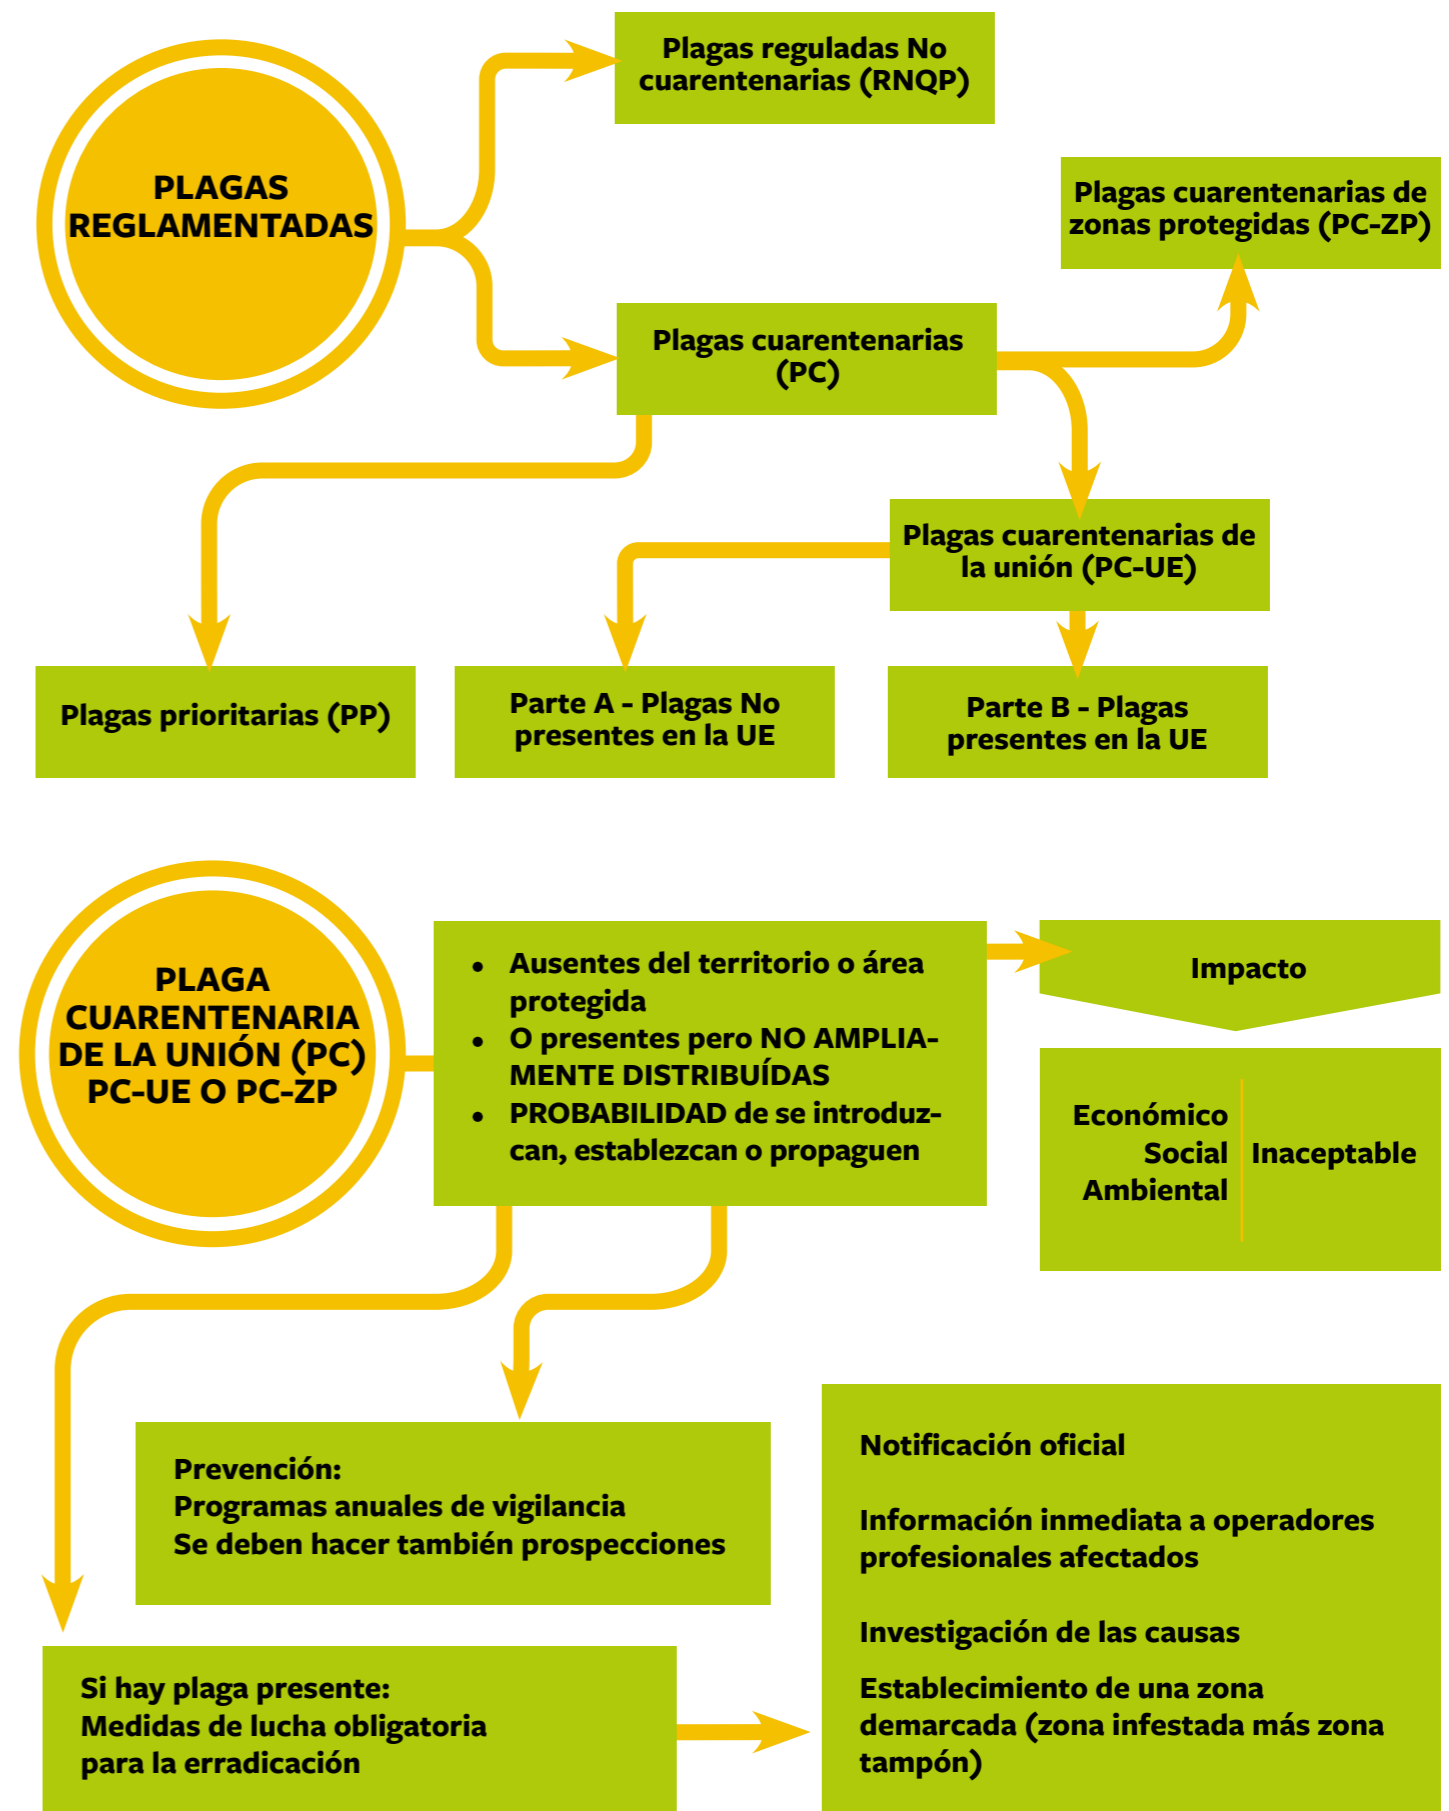 Plagas reguladas No
cuarentenarias (RNQP)
PLAGAS
REGLAMENTADAS
Plagas cuarentenarias de
zonas protegidas (PC-ZP)
Plagas cuarentenarias
(PC)
Plagas cuarentenarias de
la unión (PC-UE)
Plagas prioritarias (PP)
Parte A - Plagas No
presentes en la UE
Parte B - Plagas
presentes en la UE
PLAGA
CUARENTENARIA
DE LA UNIÓN (PC)
PC-UE O PC-ZP
• Ausentes del territorio o área
protegida
• O presentes pero NO AMPLIA-
MENTE DISTRIBUÍDAS
• PROBABILIDAD de se introduz-
can, establezcan o propaguen
Impacto
Económico
Social
Ambiental
Inaceptable
Prevención:
Programas anuales de vigilancia
Se deben hacer también prospecciones
Si hay plaga presente:
Medidas de lucha obligatoria
para la erradicación
Notificación oficial
Información inmediata a operadores
profesionales afectados
Investigación de las causas
Establecimiento de una zona
demarcada (zona infestada más zona
tampón)